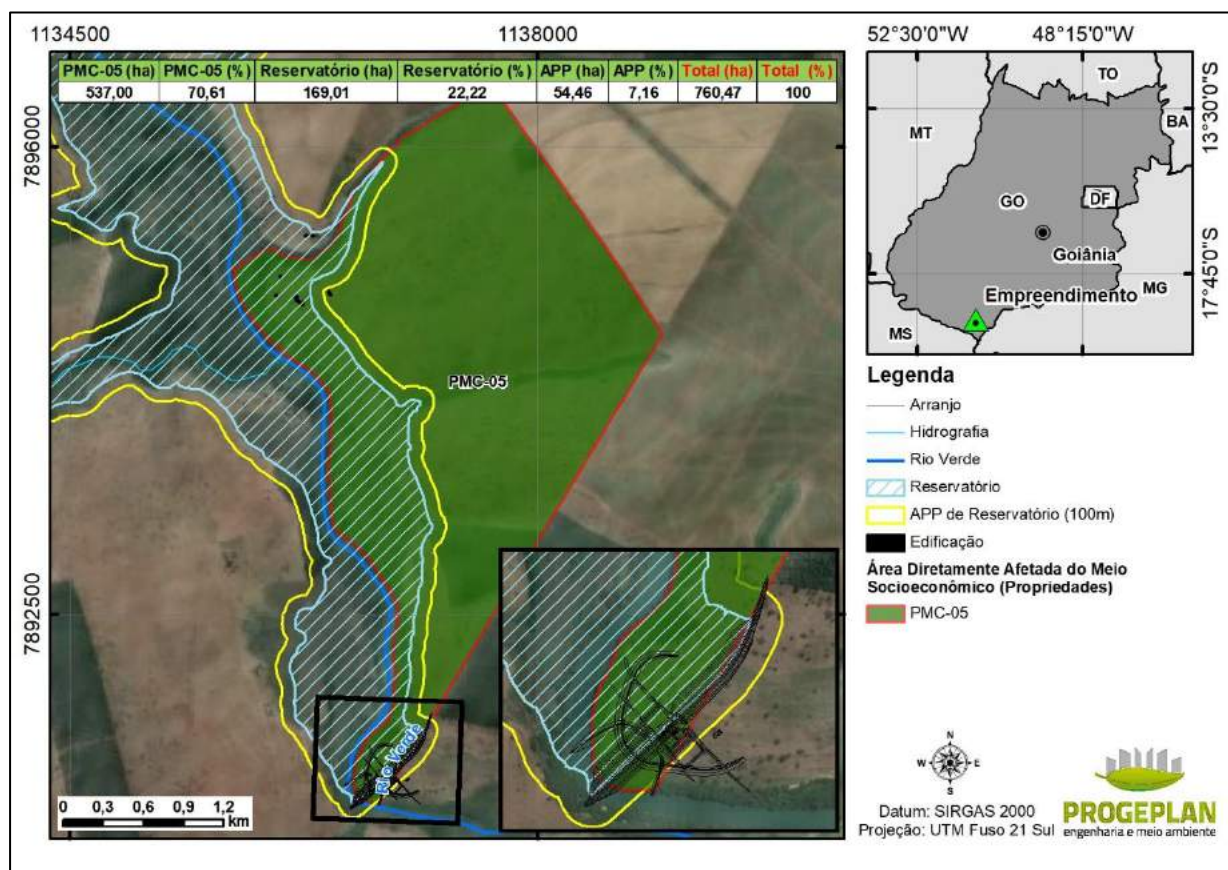 1134500 1138000
7896000
7892500
PMC-05 (ha) PMC-05 (%) Reservatório (ha) Reservatório (%) APP (ha) APP (%) Total (ha) Total (%)
537,00 70,61 169,01 22,22 54,46 7,16 760,47 100
PMC-05
Rio Verde
0 0,3 0,6 0,9 1,2
km
52°30'0"W 48°15'0"W
13°30'0"S
17°45'0"S
TO
BA
MT
GO
DF
Goiânia
MG
Empreendimento
MS
Legenda
Arranjo
Hidrografia
Rio Verde
Reservatório
APP de Reservatório (100m)
Edificação
Área Diretamente Afetada do Meio
Socioeconômico (Propriedades)
PMC-05
N
W E
S
Datum: SIRGAS 2000
Projeção: UTM Fuso 21 Sul
PROGEPLAN
engenharia e meio ambiente